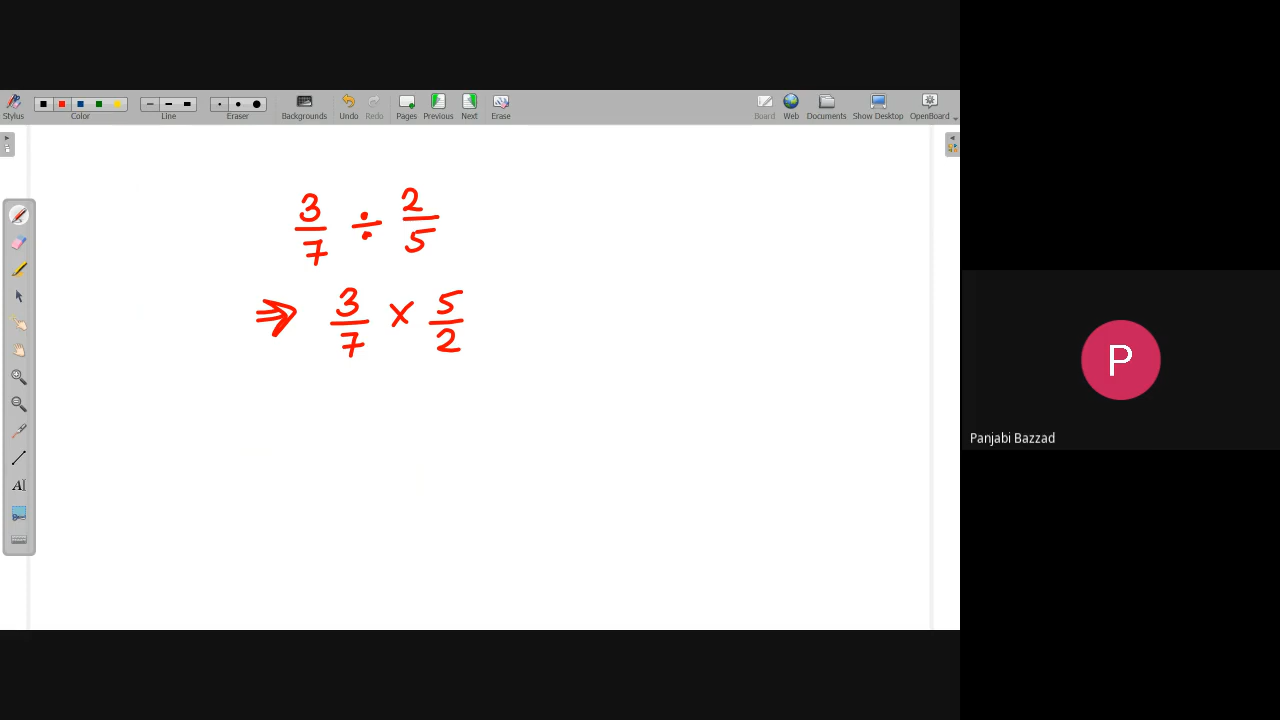 Stylus Color Line Eraser Backgrounds Undo Redo Pages Previous Next Erase Board Web Documents Show Desktop OpenBoard
3/7 ÷ 2/5
⇒ 3/7 × 5/2
P
Panjabi Bazzad